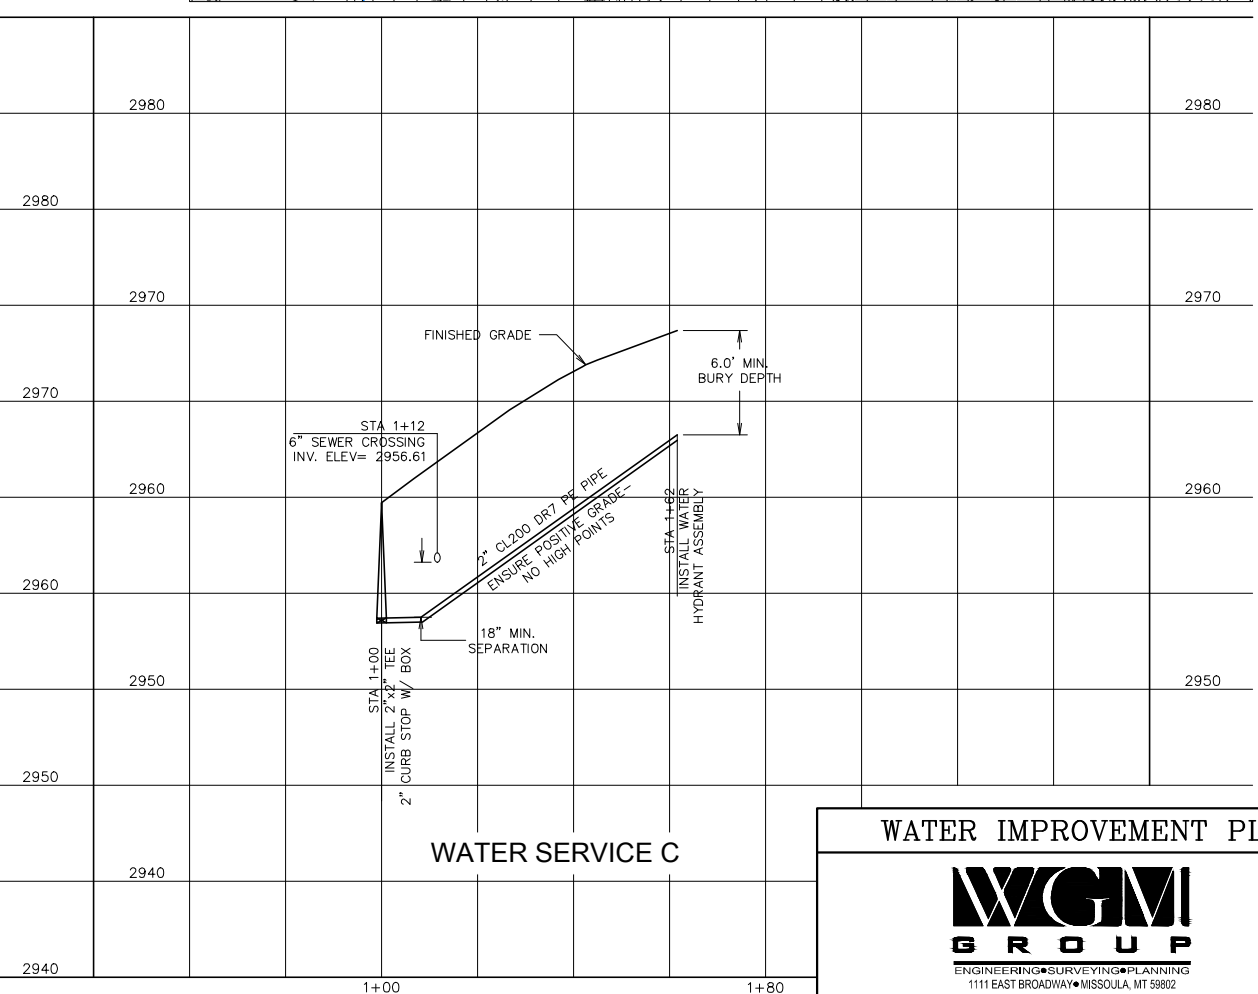 2980 2980
2980
2970 2970
FINISHED GRADE
6.0' MIN.
BURY DEPTH
2970
STA 1+12
6" SEWER CROSSING
INV. ELEV= 2956.61
2960 2960
2" CL200 DR7 PE PIPE
ENSURE POSITIVE GRADE-
NO HIGH POINTS
STA 1+62
INSTALL WATER
HYDRANT ASSEMBLY
2960
18" MIN.
SEPARATION
STA 1+00
INSTALL 2"x2" TEE
2" CURB STOP W/ BOX
2950 2950
2950
WATER SERVICE C
WATER IMPROVEMENT PL
2940
WGM
GROUP
ENGINEERING●SURVEYING●PLANNING
1111 EAST BROADWAY●MISSOULA, MT 59802
2940
1+00 1+80